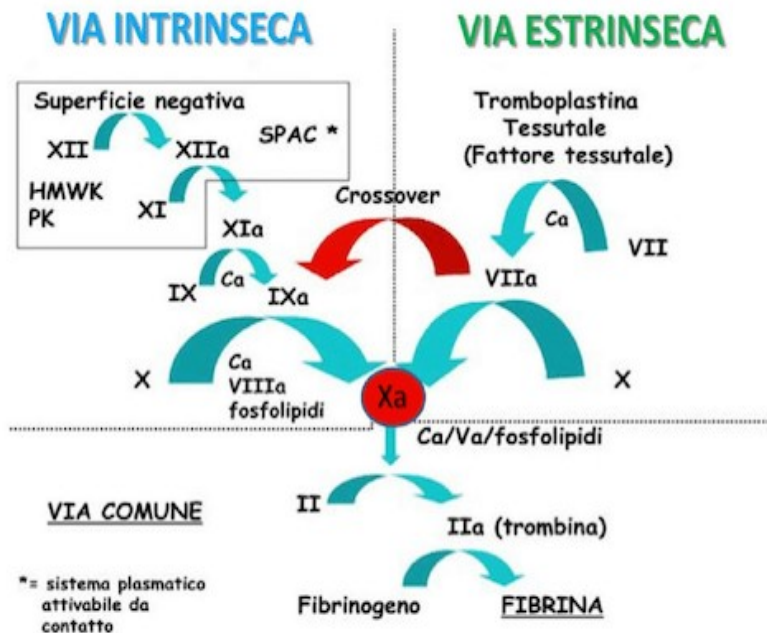 VIA INTRINSECA
VIA ESTRINSECA
Superficie negativa
XII
XIIa
SPAC *
HMWK
PK
XI
XIa
IX
Ca
IXa
X
Ca
VIIIa
fosfolipidi
Crossover
Tromboplastina
Tessutale
(Fattore tessutale)
Ca
VII
VIIa
X
Xa
Ca/Va/fosfolipidi
VIA COMUNE
II
IIa (trombina)
Fibrinogeno
FIBRINA
*= sistema plasmatico
attivabile da
contatto